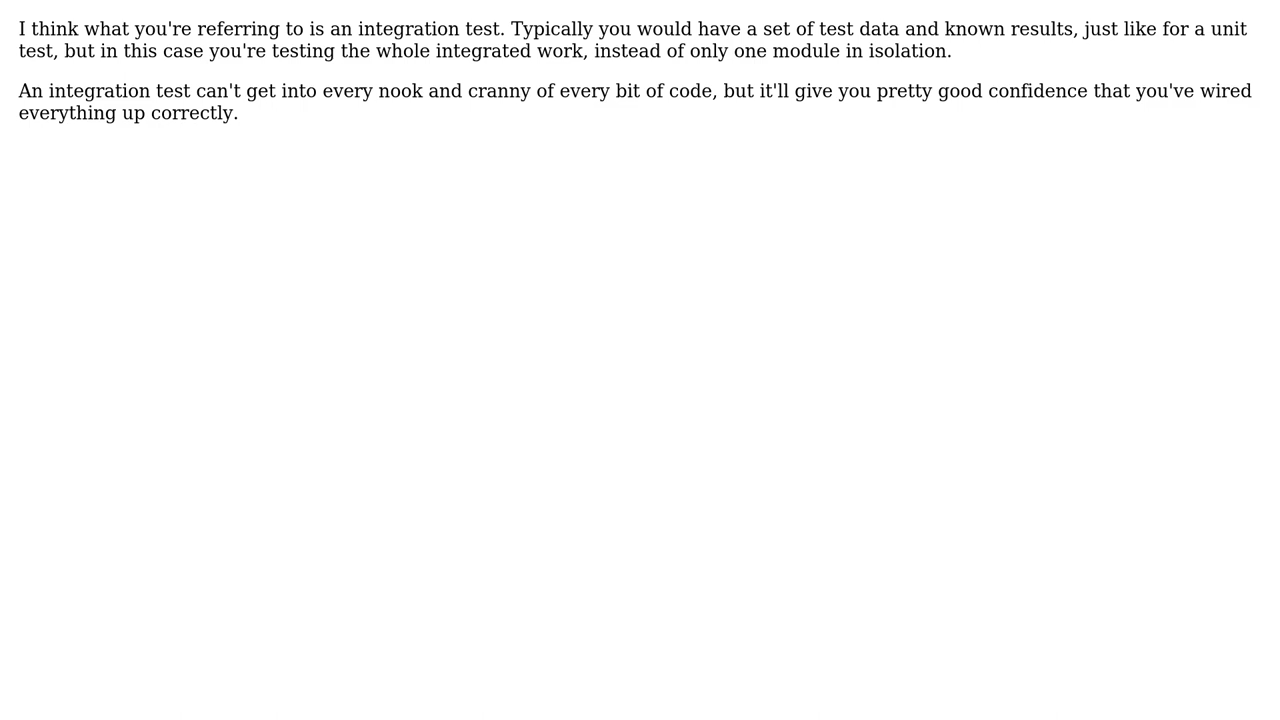 I think what you're referring to is an integration test. Typically you would have a set of test data and known results, just like for a unit
test, but in this case you're testing the whole integrated work, instead of only one module in isolation.
An integration test can't get into every nook and cranny of every bit of code, but it'll give you pretty good confidence that you've wired
everything up correctly.